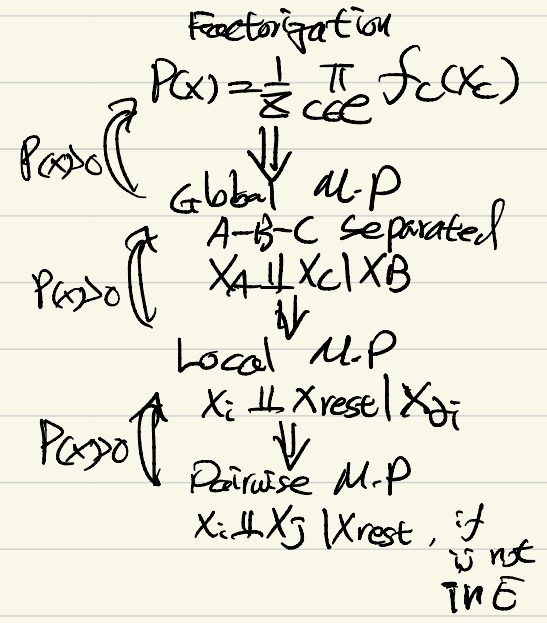 Factorization
P(x) = 1/Z ∏_{C∈𝒞} f_C(X_C)
P(x)>0
⇓
Global M.P
A-B-C separated
X_A ⫫ X_C | X_B
P(x)>0
⇓
Local M.P
X_i ⫫ X_rest | X_∂i
P(x)>0
⇓
Pairwise M.P
X_i ⫫ X_j | X_rest , if
ij not
in E